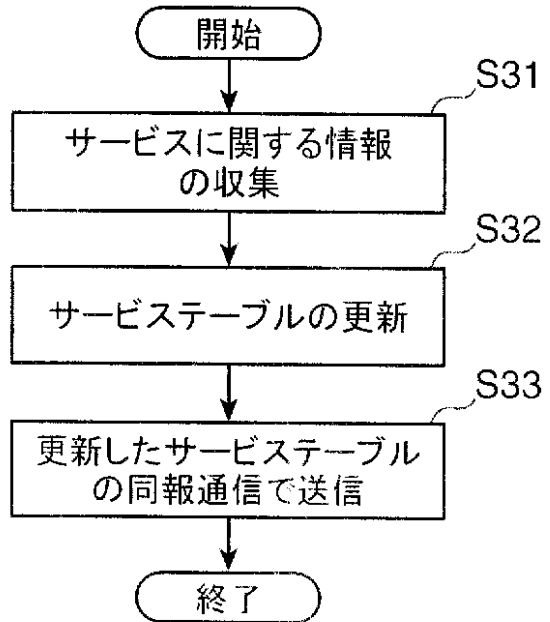 開始
S31
サービスに関する情報
の収集
S32
サービステーブルの更新
S33
更新したサービステーブル
の同報通信で送信
終了